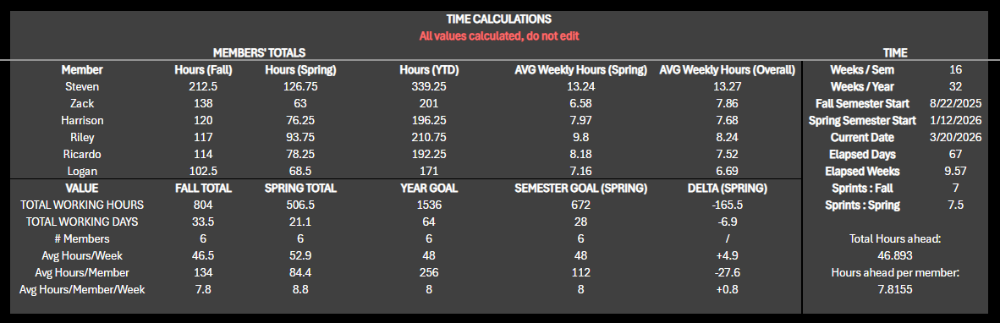 TIME CALCULATIONS
All values calculated, do not edit
MEMBERS' TOTALS TIME
Member Hours (Fall) Hours (Spring) Hours (YTD) AVG Weekly Hours (Spring) AVG Weekly Hours (Overall) Weeks / Sem 16
Steven 212.5 126.75 339.25 13.24 13.27 Weeks / Year 32
Zack 138 63 201 6.58 7.86 Fall Semester Start 8/22/2025
Harrison 120 76.25 196.25 7.97 7.68 Spring Semester Start 1/12/2026
Riley 117 93.75 210.75 9.8 8.24 Current Date 3/20/2026
Ricardo 114 78.25 192.25 8.18 7.52 Elapsed Days 67
Logan 102.5 68.5 171 7.16 6.69 Elapsed Weeks 9.57
VALUE FALL TOTAL SPRING TOTAL YEAR GOAL SEMESTER GOAL (SPRING) DELTA (SPRING) Sprints : Fall 7
TOTAL WORKING HOURS 804 506.5 1536 672 -165.5 Sprints : Spring 7.5
TOTAL WORKING DAYS 33.5 21.1 64 28 -6.9
# Members 6 6 6 6 / Total Hours ahead:
Avg Hours/Week 46.5 52.9 48 48 +4.9 46.893
Avg Hours/Member 134 84.4 256 112 -27.6 Hours ahead per member:
Avg Hours/Member/Week 7.8 8.8 8 8 +0.8 7.8155